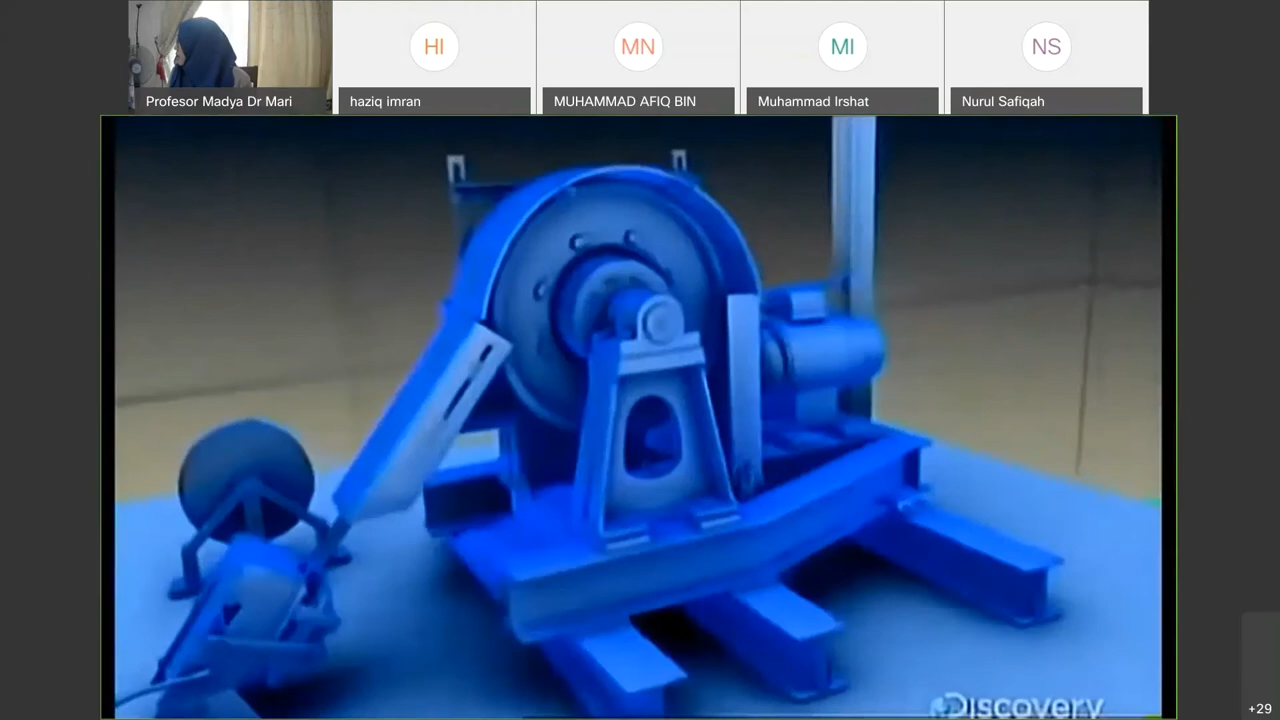 HI
MN
MI
NS
Profesor Madya Dr Mari
haziq imran
MUHAMMAD AFIQ BIN
Muhammad Irshat
Nurul Safiqah
Discovery
+29